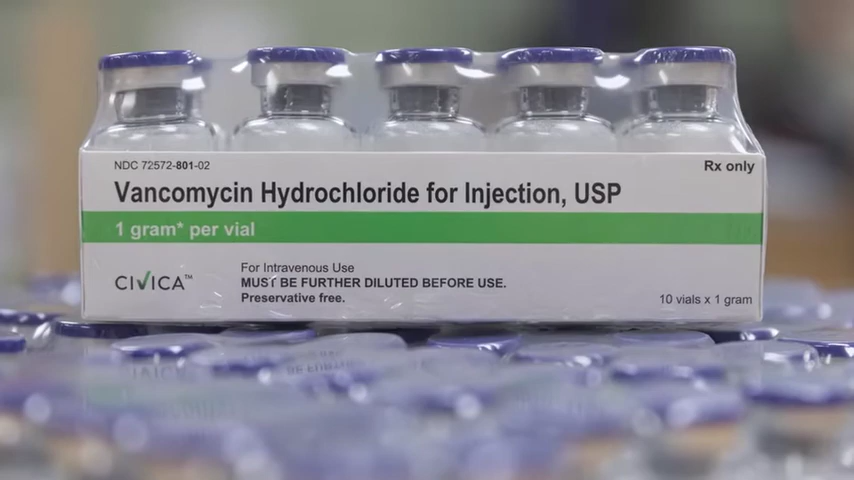 NDC 72572-801-02
Rx only
Vancomycin Hydrochloride for Injection, USP
1 gram* per vial
CIVICA™
For Intravenous Use
MUST BE FURTHER DILUTED BEFORE USE.
Preservative free.
10 vials x 1 gram